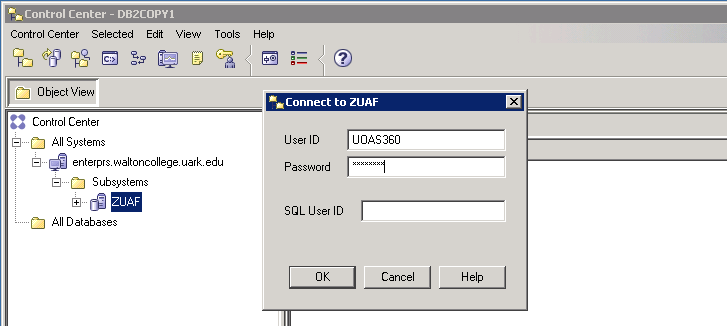 Control Center - DB2COPY1
Control Center Selected Edit View Tools Help
Object View
Control Center
All Systems
enterprs.waltoncollege.uark.edu
Subsystems
ZUAF
All Databases
Connect to ZUAF
User ID UOAS360
Password ********
SQL User ID
OK Cancel Help